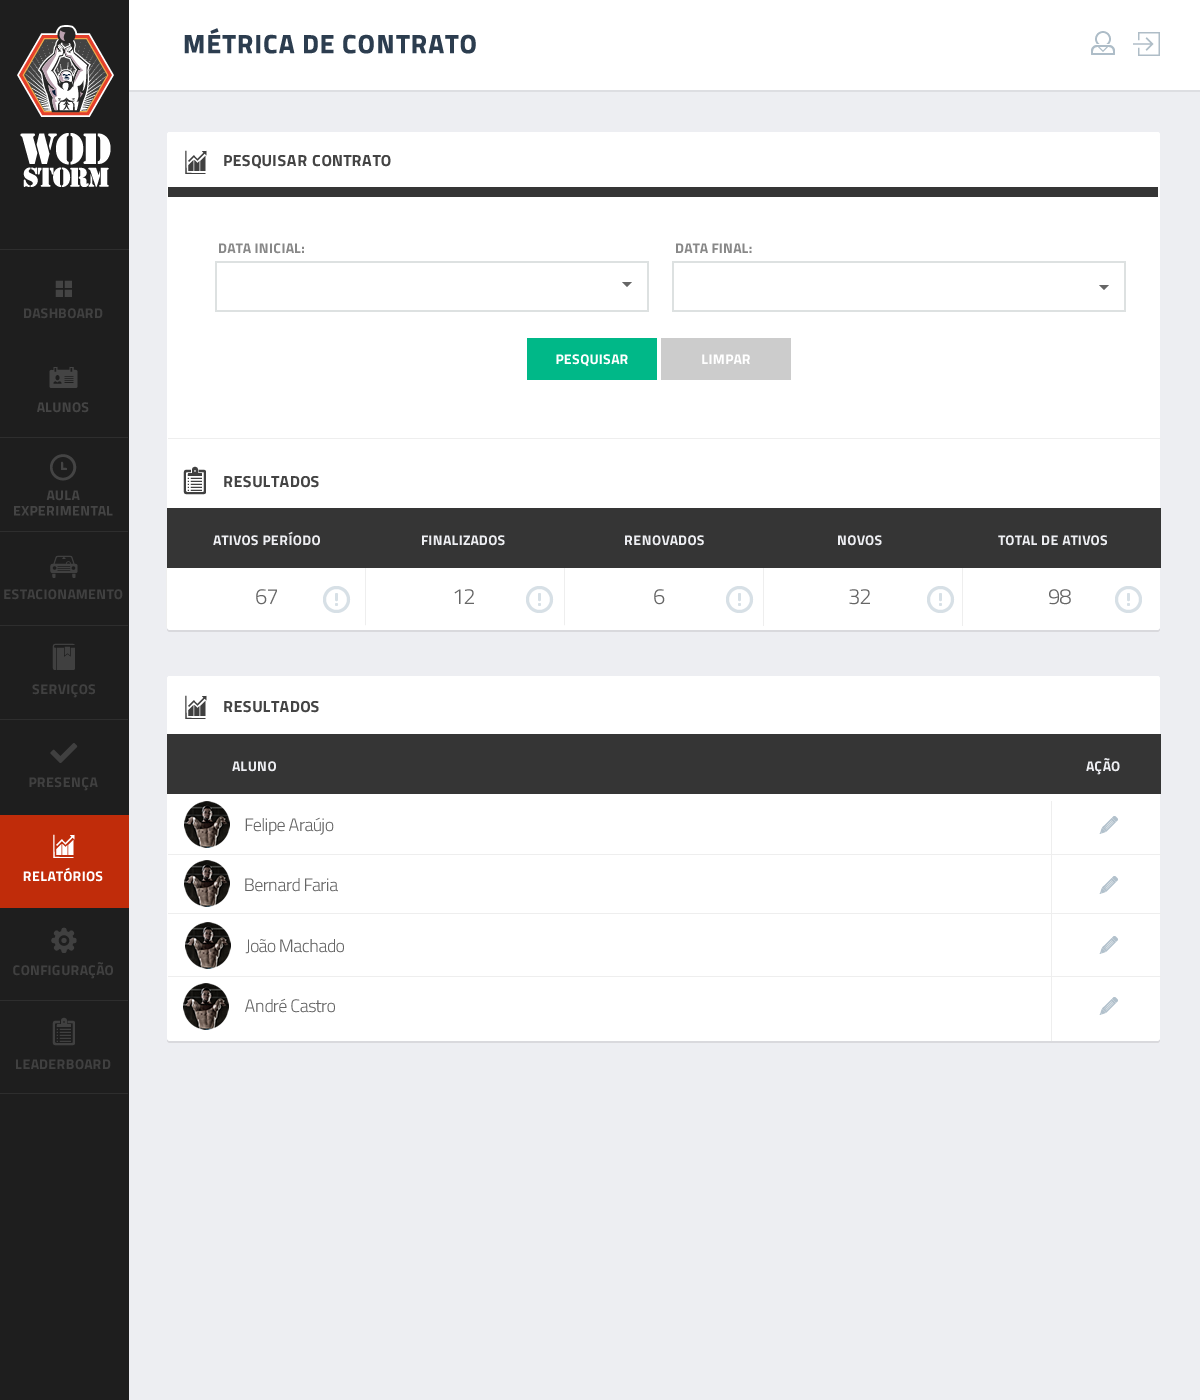 WOD
STORM
DASHBOARD
ALUNOS
AULA
EXPERIMENTAL
ESTACIONAMENTO
SERVIÇOS
PRESENÇA
RELATÓRIOS
CONFIGURAÇÃO
LEADERBOARD
MÉTRICA DE CONTRATO
PESQUISAR CONTRATO
DATA INICIAL: DATA FINAL:
PESQUISAR LIMPAR
RESULTADOS
ATIVOS PERÍODO FINALIZADOS RENOVADOS NOVOS TOTAL DE ATIVOS
67 12 6 32 98
RESULTADOS
ALUNO AÇÃO
Felipe Araújo
Bernard Faria
João Machado
André Castro